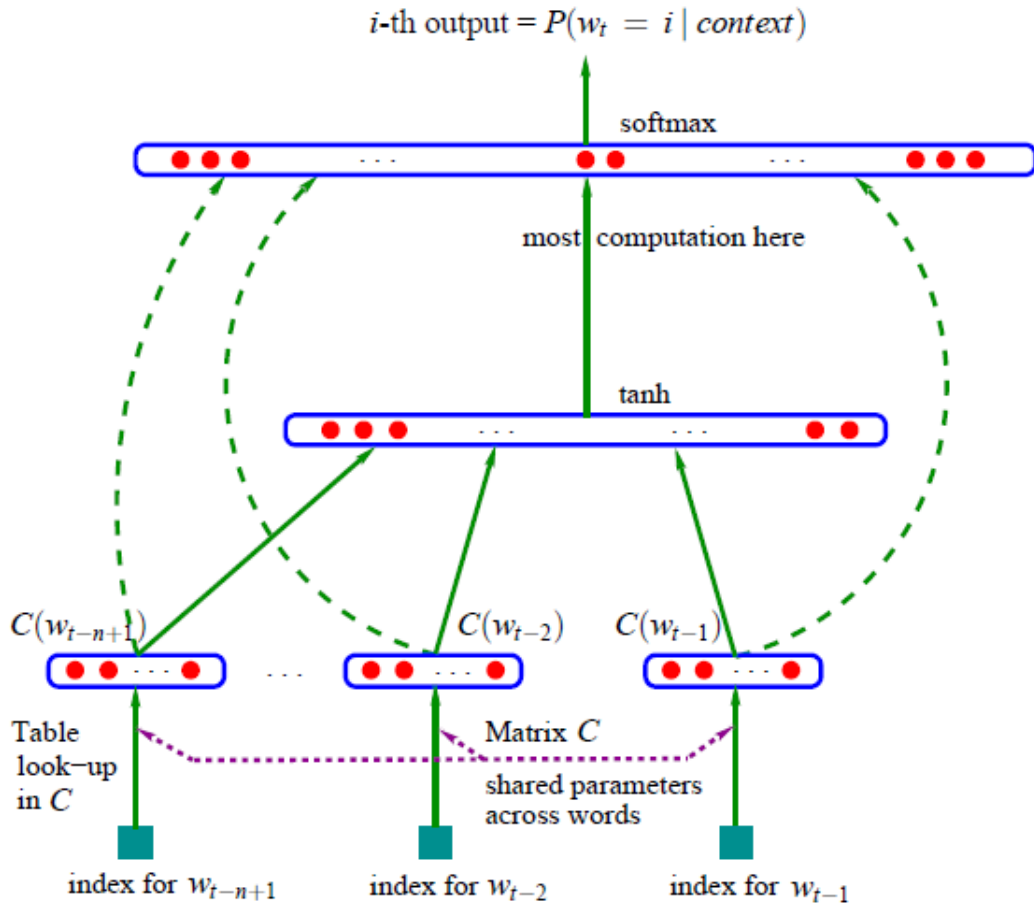 i-th output = P(w_t = i | context)
softmax
. . .
. . .
most computation here
tanh
. . .
. . .
C(w_{t−n+1})
C(w_{t−2})
C(w_{t−1})
. . .
. . .
. . .
. . .
Table
look−up
in C
Matrix C
shared parameters
across words
index for w_{t−n+1}
index for w_{t−2}
index for w_{t−1}